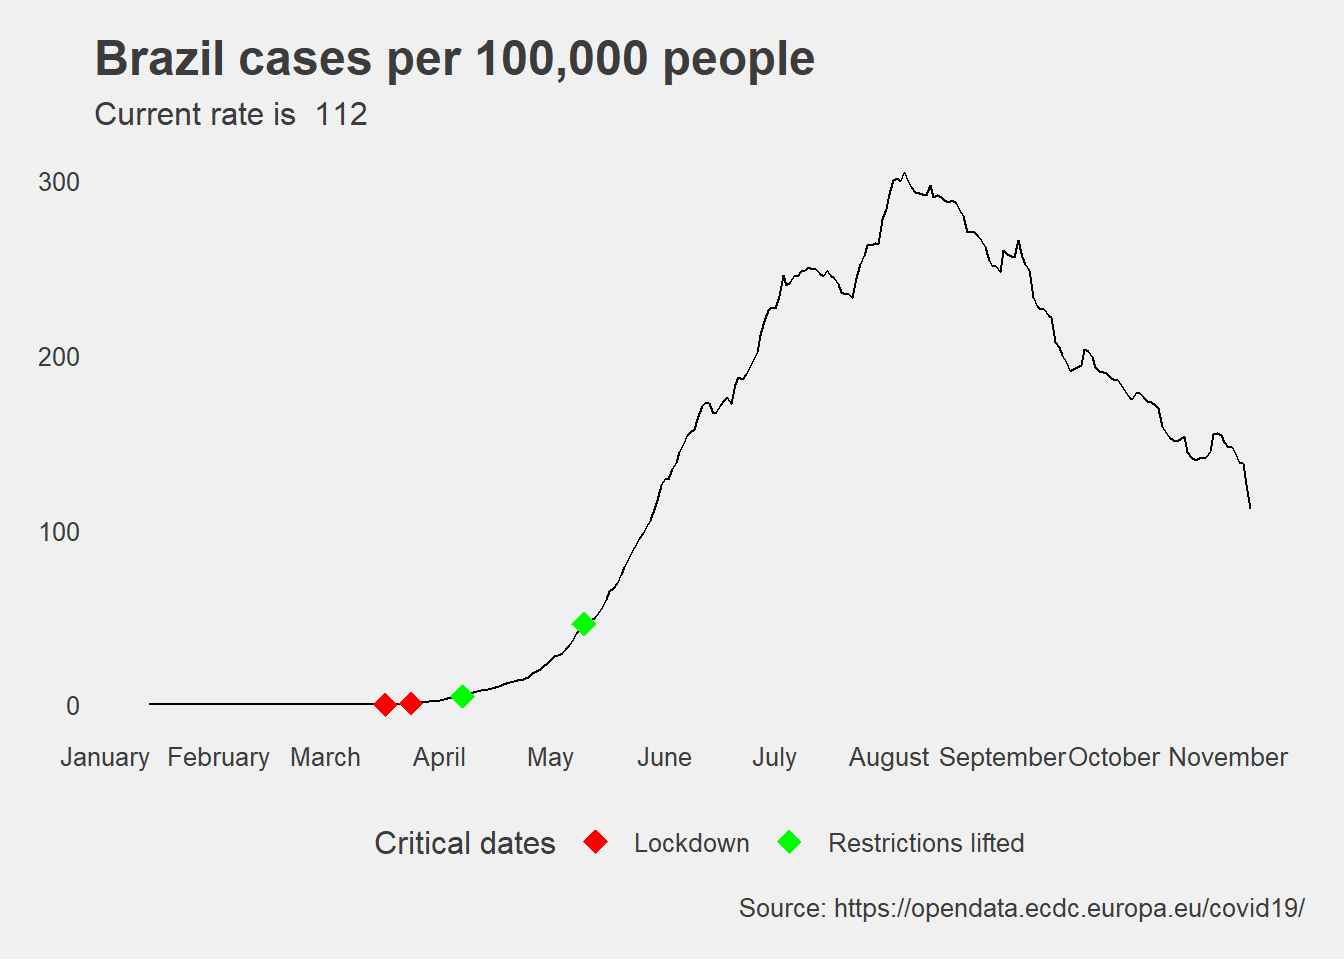 Brazil cases per 100,000 people
Current rate is  112
300
200
100
0
January February March April May June July August September October November
Critical dates Lockdown Restrictions lifted
Source: https://opendata.ecdc.europa.eu/covid19/